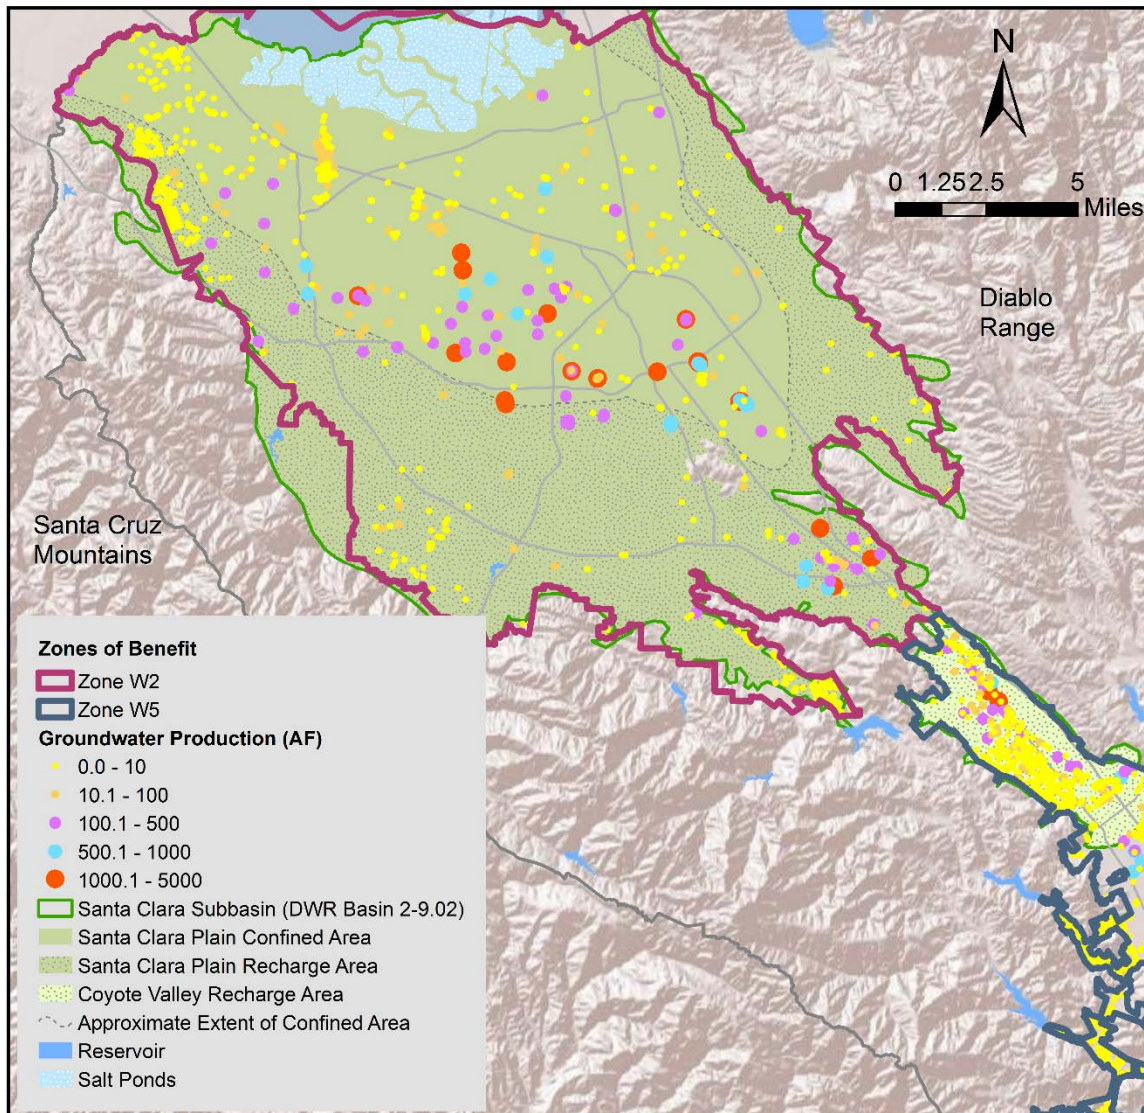 N
0 1.25 2.5 5
Miles
Diablo
Range
Santa Cruz
Mountains
Zones of Benefit
Zone W2
Zone W5
Groundwater Production (AF)
0.0 - 10
10.1 - 100
100.1 - 500
500.1 - 1000
1000.1 - 5000
Santa Clara Subbasin (DWR Basin 2-9.02)
Santa Clara Plain Confined Area
Santa Clara Plain Recharge Area
Coyote Valley Recharge Area
Approximate Extent of Confined Area
Reservoir
Salt Ponds